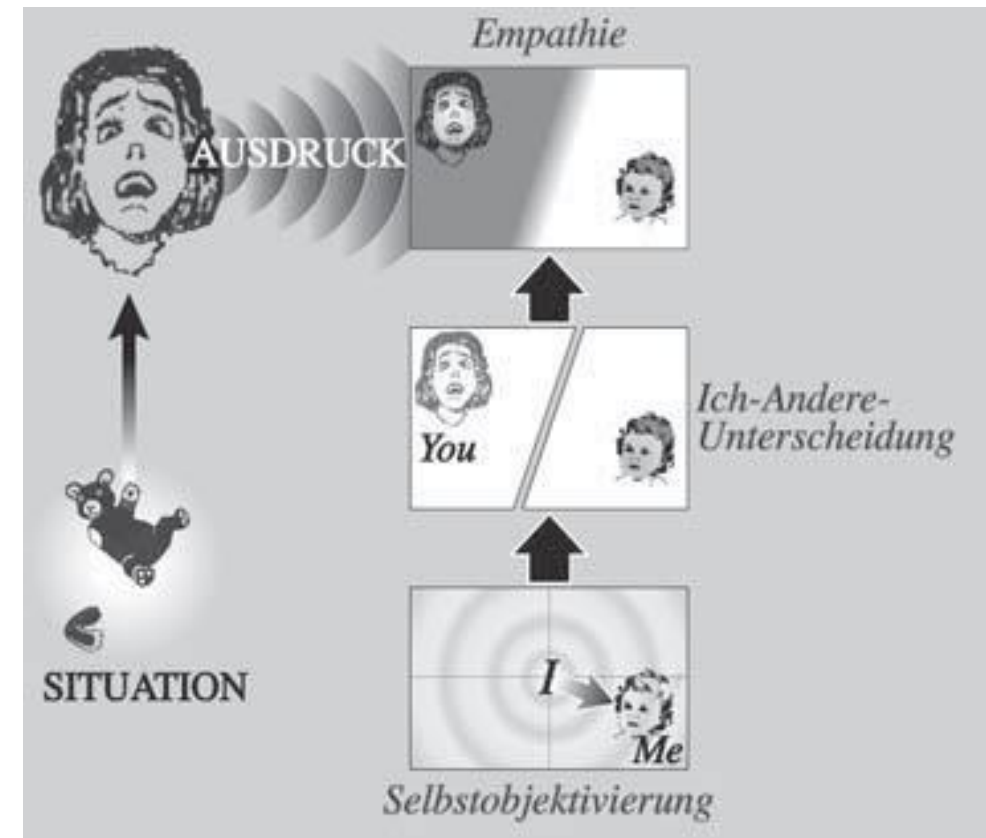 Empathie
AUSDRUCK
You
Ich-Andere-
Unterscheidung
SITUATION
I
Me
Selbstobjektivierung